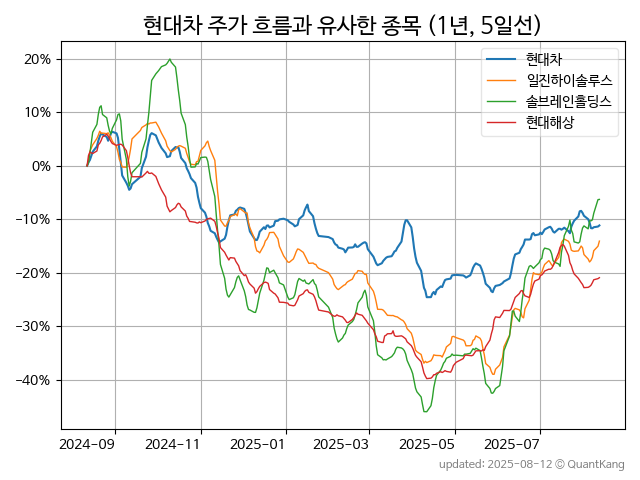 현대차 주가 흐름과 유사한 종목 (1년, 5일선)
현대차
일진하이솔루스
솔브레인홀딩스
현대해상
20%
10%
0%
−10%
−20%
−30%
−40%
2024−09
2024−11
2025−01
2025−03
2025−05
2025−07
updated: 2025-08-12 © QuantKang